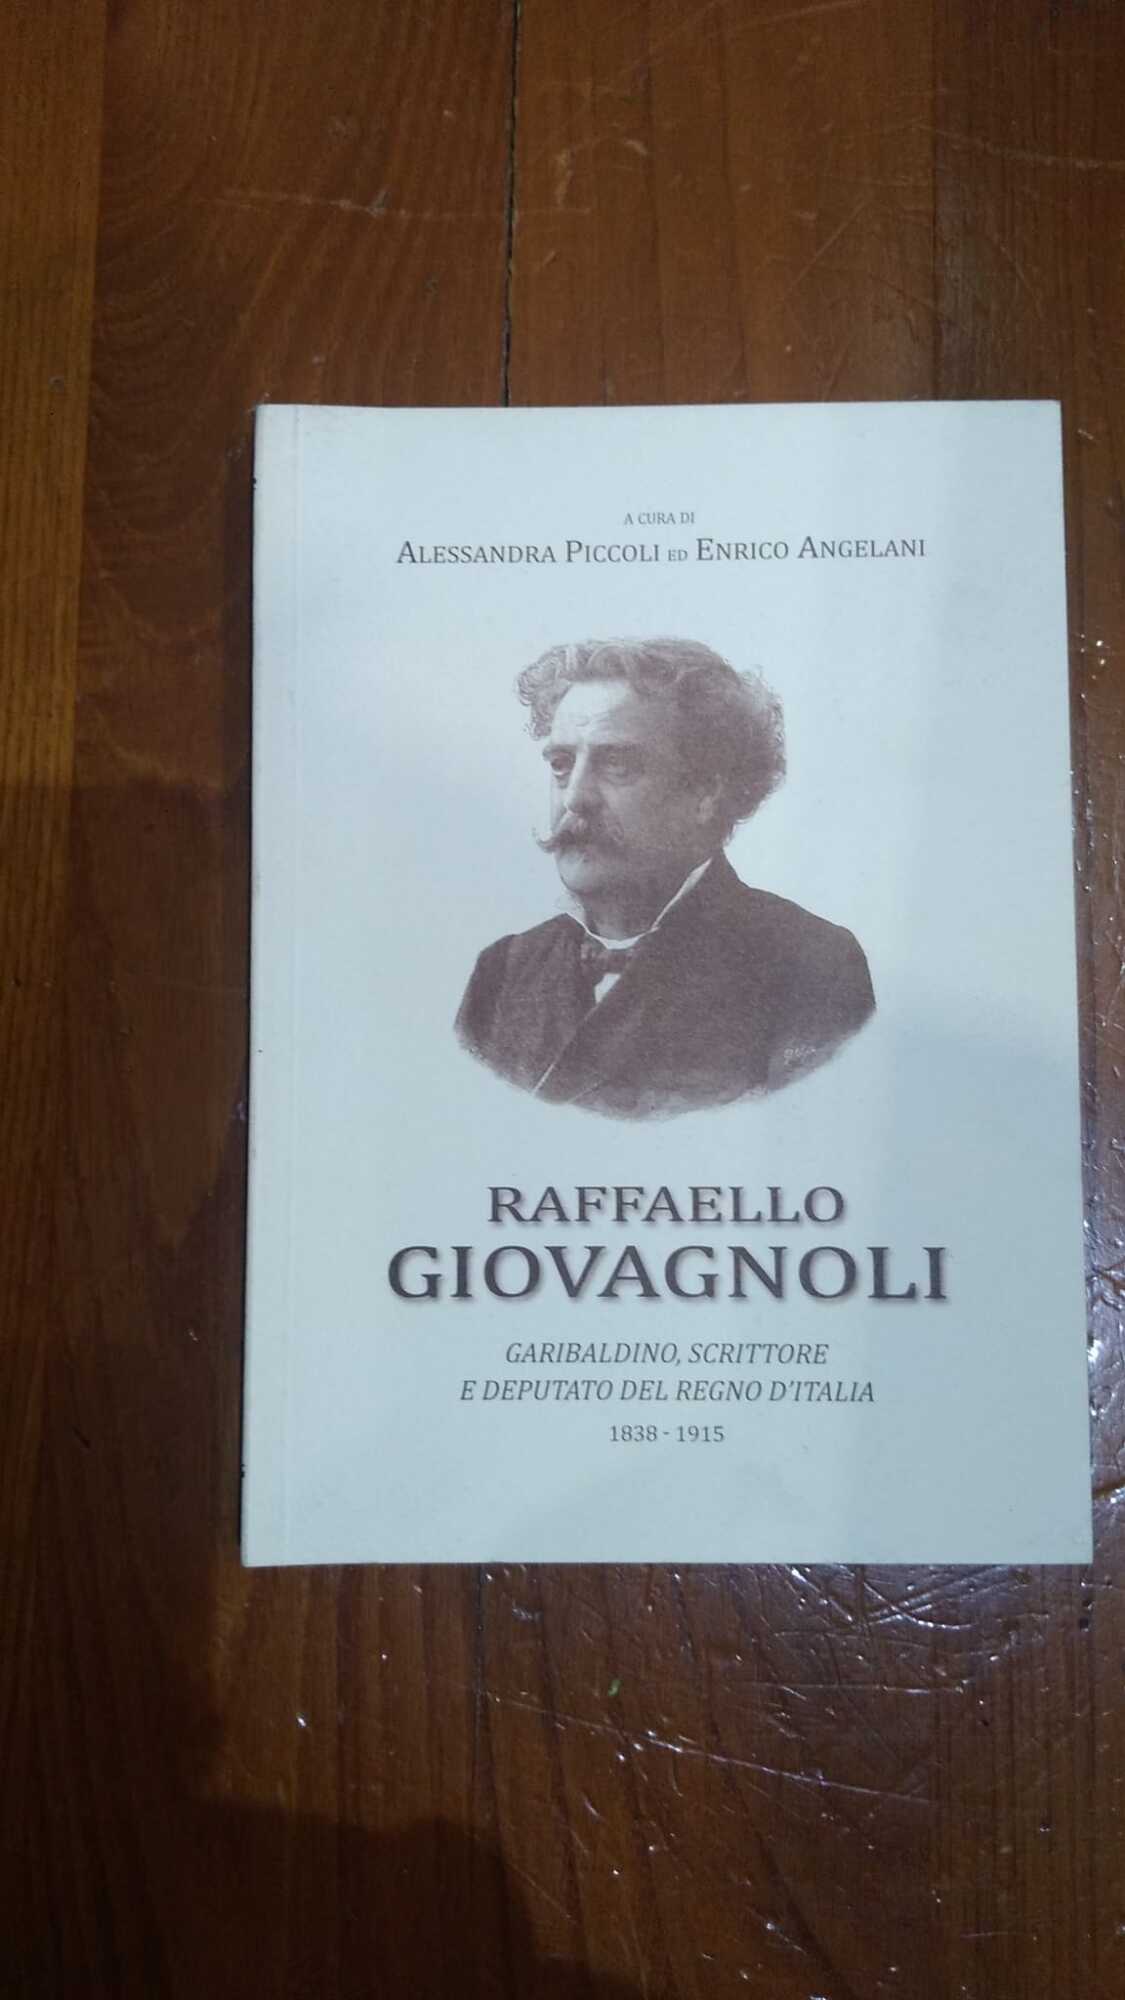 A CURA DI
ALESSANDRA PICCOLI ED ENRICO ANGELANI
RAFFAELLO
GIOVAGNOLI
GARIBALDINO, SCRITTORE
E DEPUTATO DEL REGNO D'ITALIA
1838 - 1915